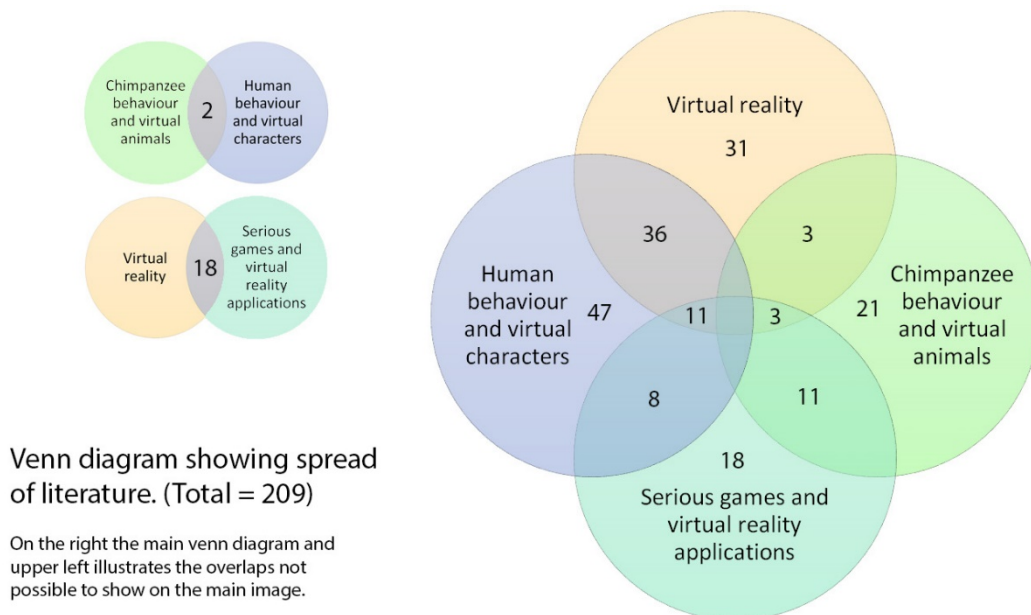 Chimpanzee
behaviour
and virtual
animals
2
Human
behaviour
and virtual
characters
Virtual
reality
18
Serious
games and
virtual
reality
applications
Venn diagram showing spread
of literature. (Total = 209)
On the right the main venn diagram and
upper left illustrates the overlaps not
possible to show on the main image.
Virtual reality
31
36
3
Human
behaviour
and virtual
characters
47
11
3
21
Chimpanzee
behaviour
and virtual
animals
8
11
18
Serious games and
virtual reality
applications